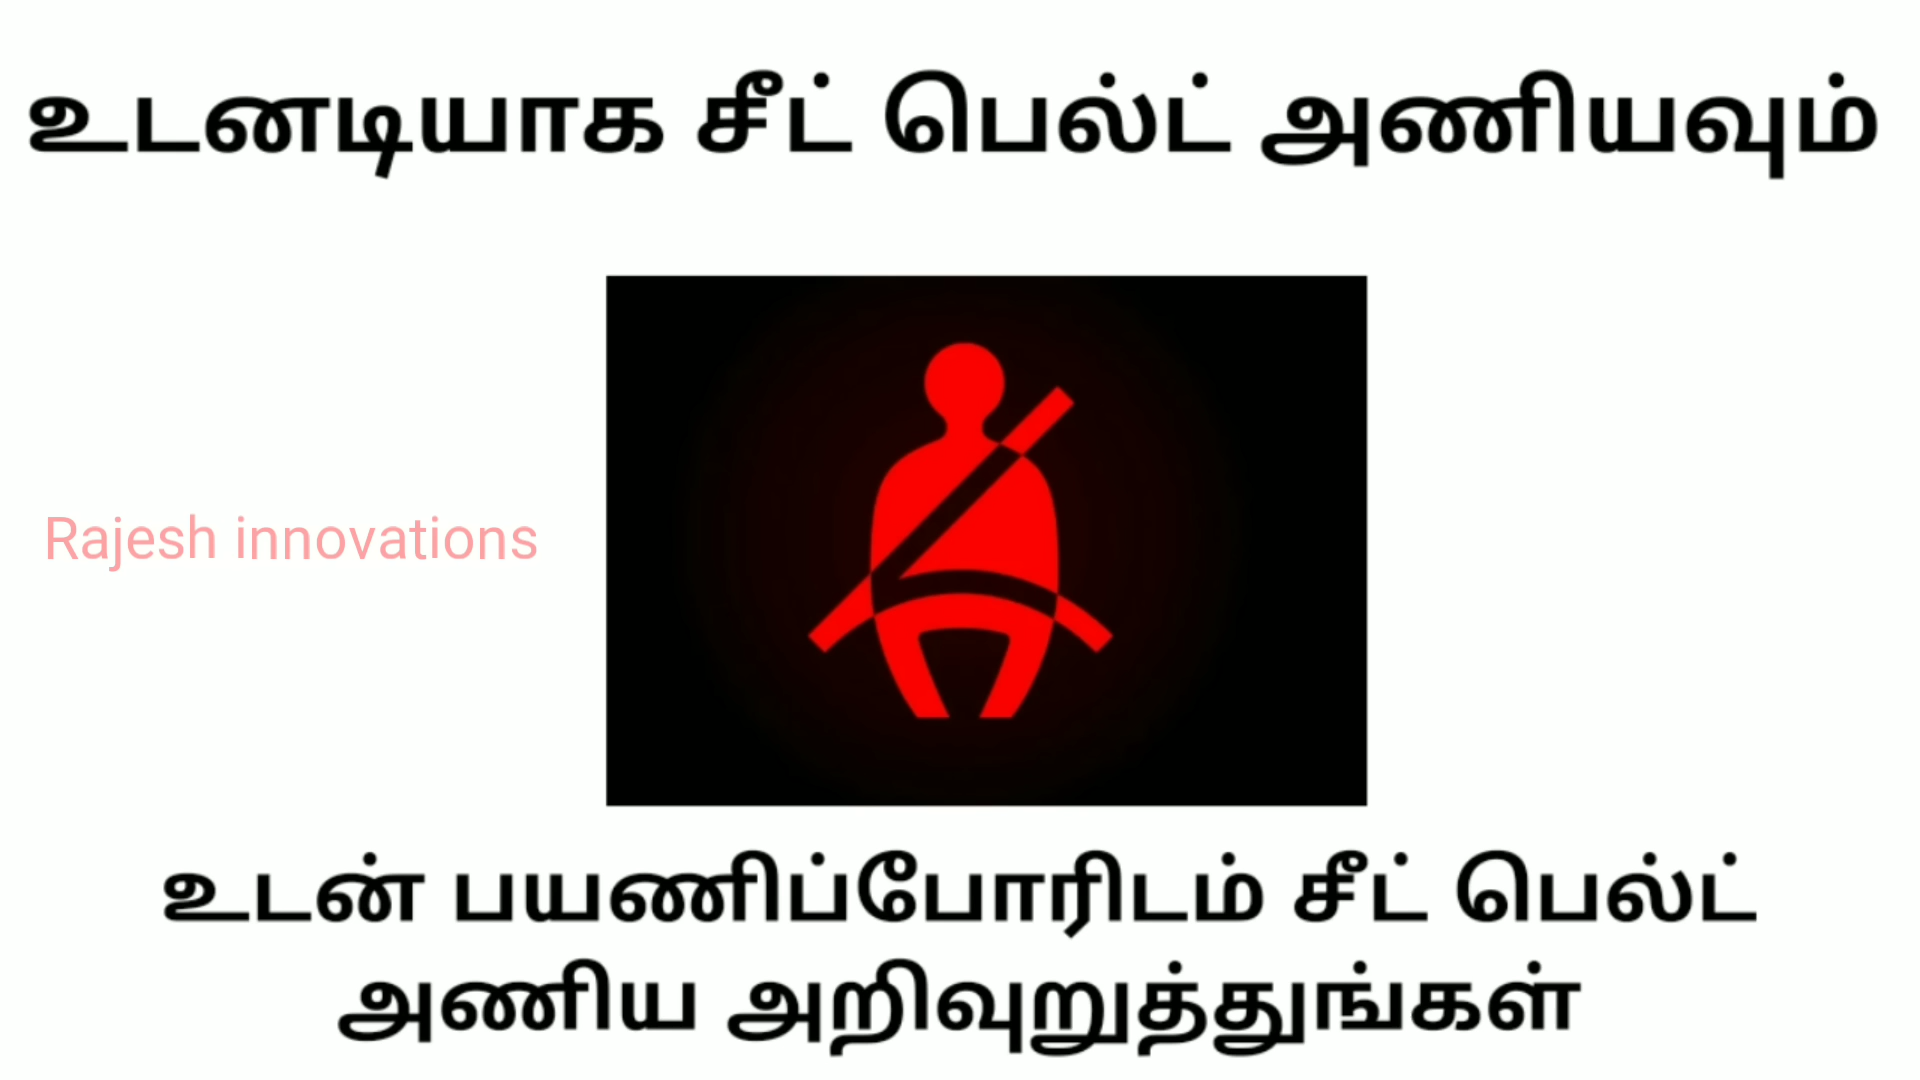 உடனடியாக சீட் பெல்ட் அணியவும்
Rajesh innovations
உடன் பயணிப்போரிடம் சீட் பெல்ட்
அணிய அறிவுறுத்துங்கள்